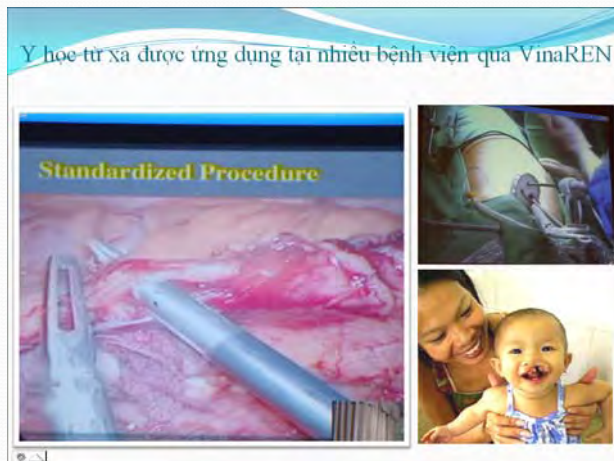 Y học từ xa được ứng dụng tại nhiều bệnh viện qua VinaREN
Standardized Procedure